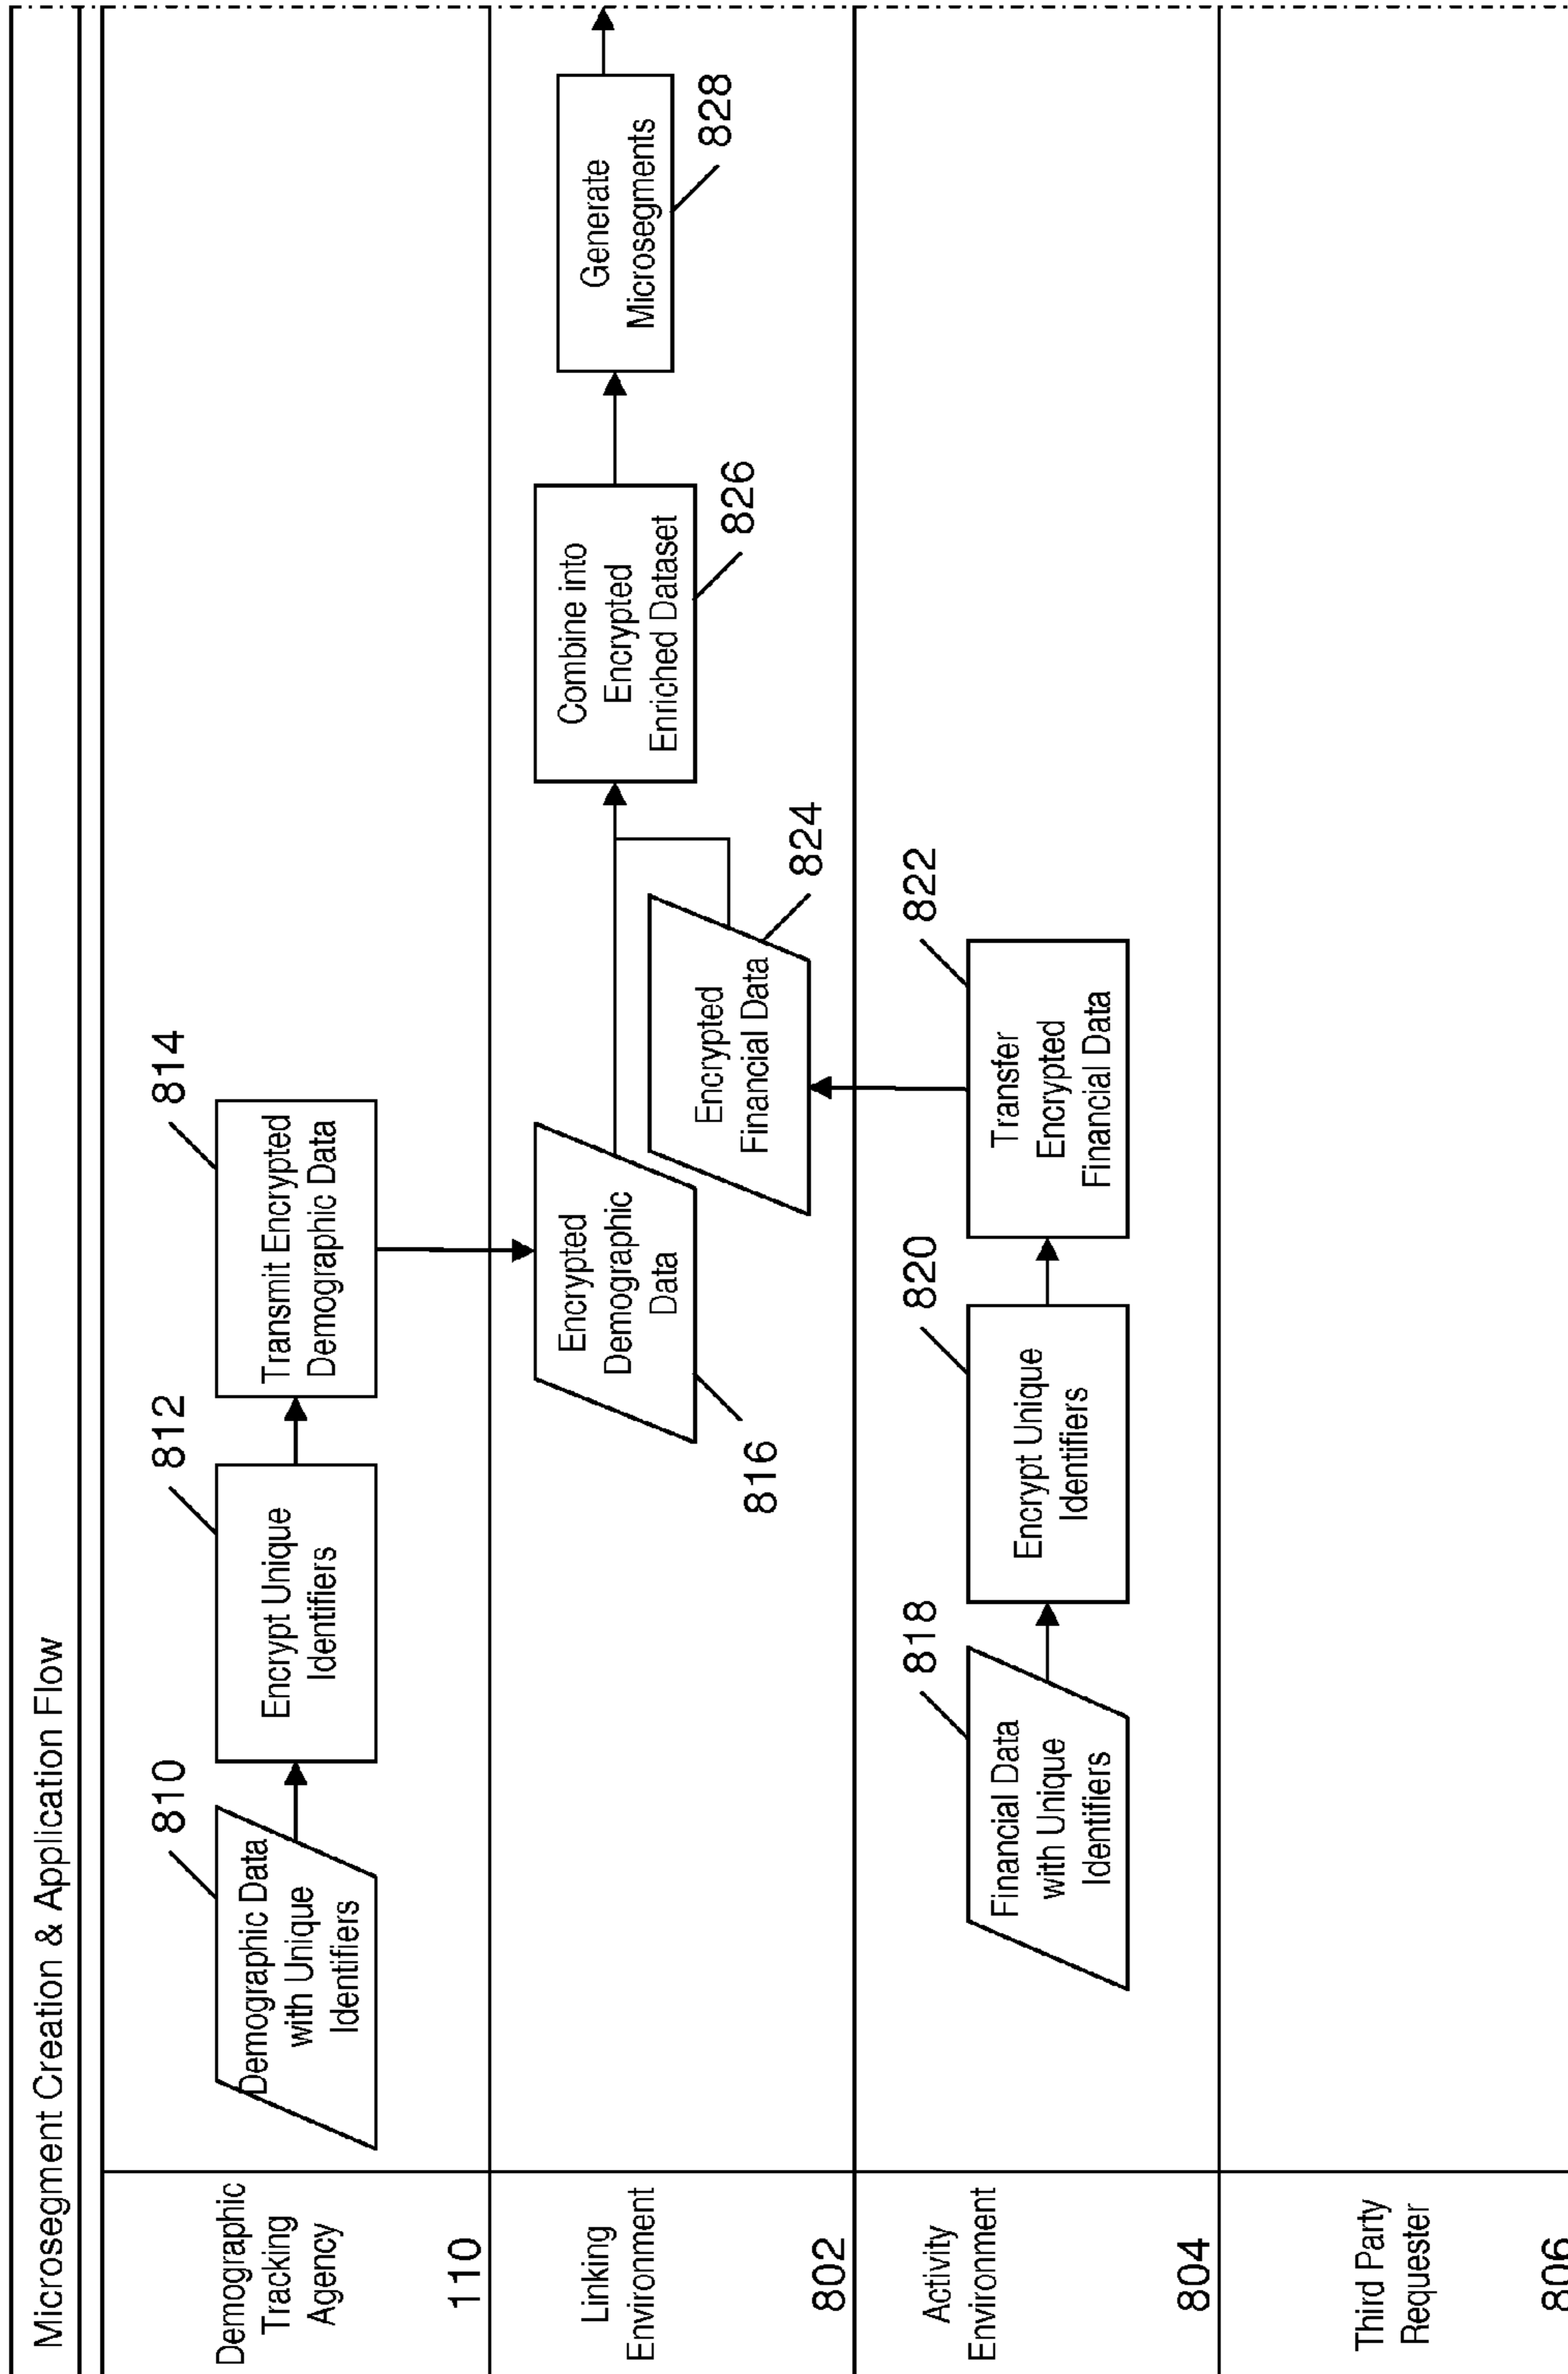 Microsegment Creation & Application Flow
Demographic
Tracking
Agency
110
810
Demographic Data
with Unique
Identifiers
812
Encrypt Unique
Identifiers
814
Transmit Encrypted
Demographic Data
Linking
Environment
802
Encrypted
Demographic
Data
816
Encrypted
Financial Data
824
Combine into
Encrypted
Enriched Dataset
826
Generate
Microsegments
828
Activity
Environment
804
818
Financial Data
with Unique
Identifiers
820
Encrypt Unique
Identifiers
822
Transfer
Encrypted
Financial Data
Third Party
Requester
806